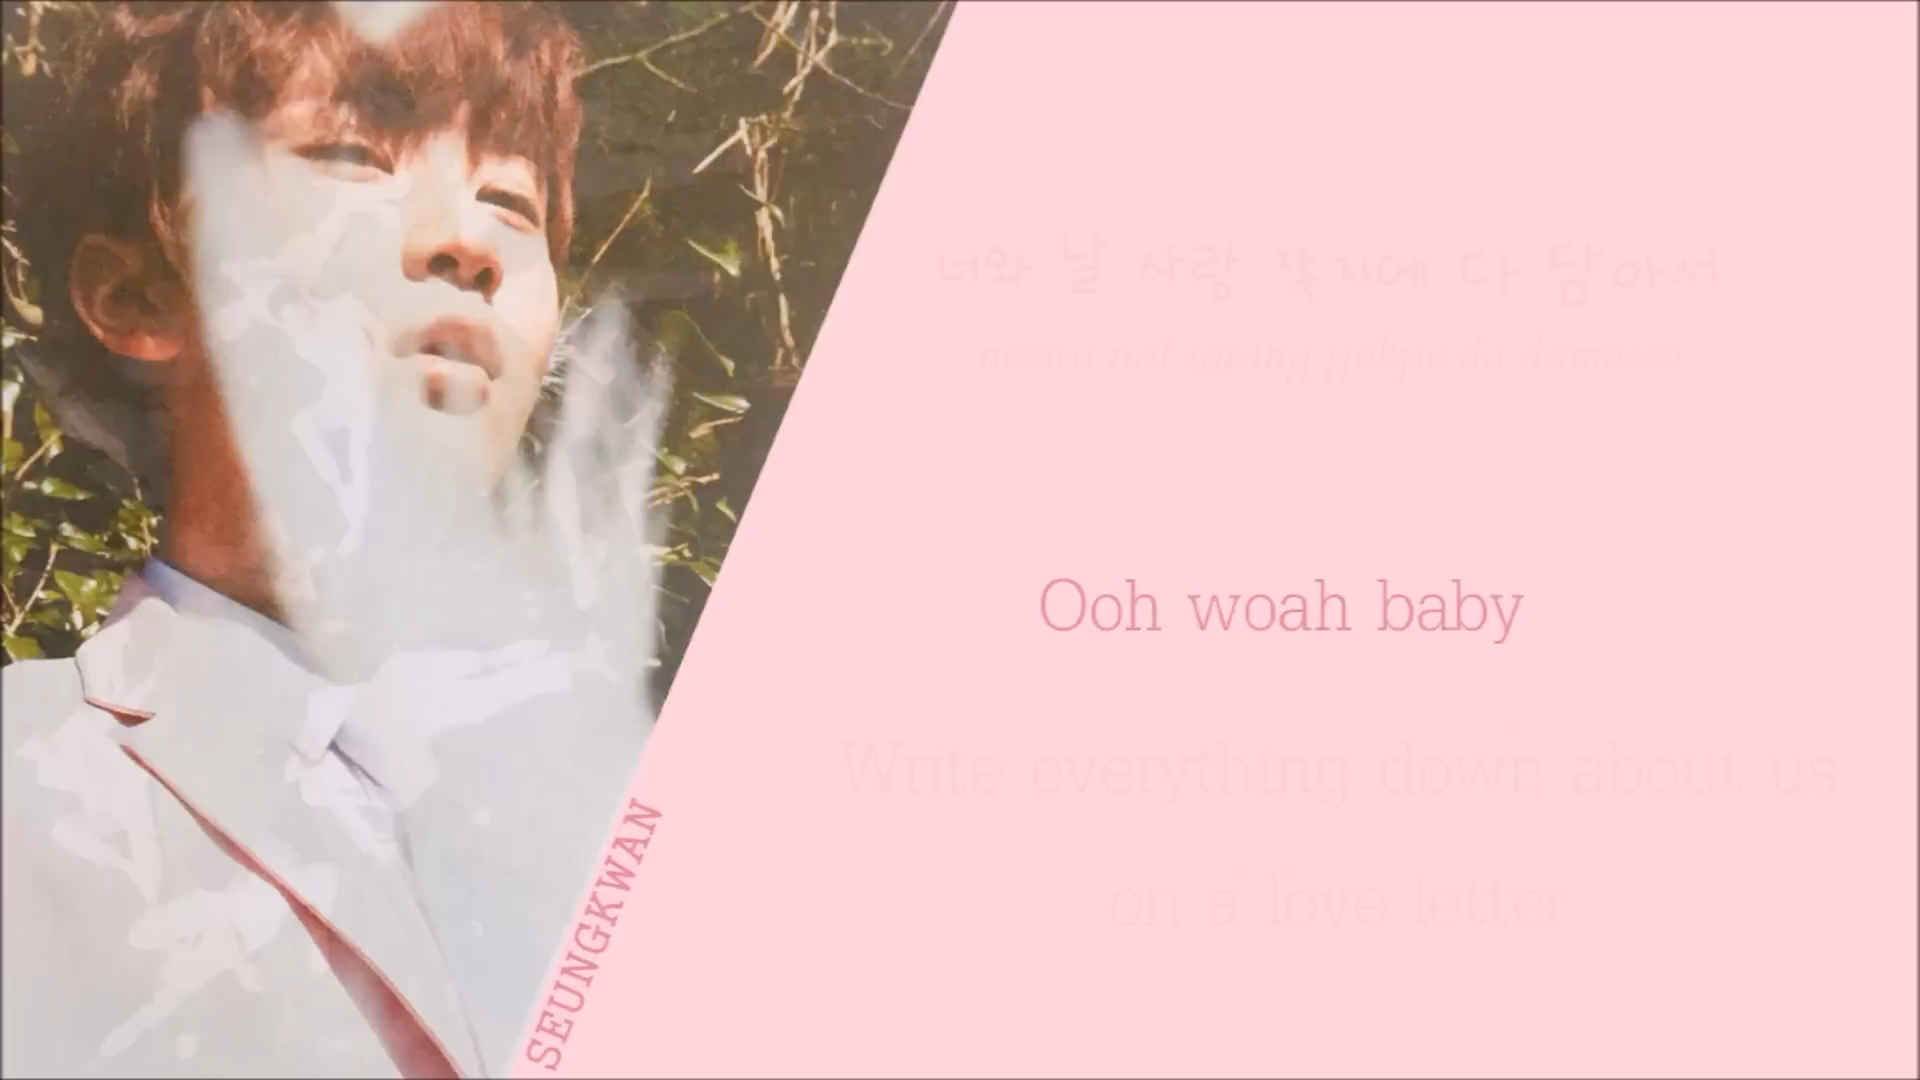 너와 날 사랑 쪽지에 다 담아서
neowa nal sarang jjokjie da damaseo
Ooh woah baby
Write everything down about us
on a love letter
SEUNGKWAN